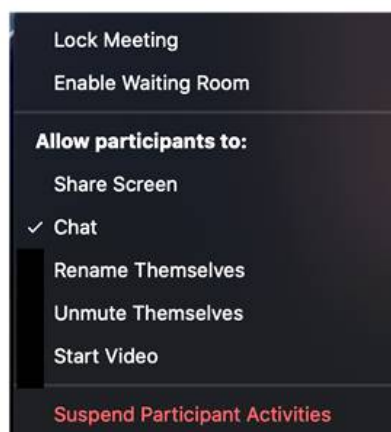 Lock Meeting
Enable Waiting Room
Allow participants to:
Share Screen
✓ Chat
Rename Themselves
Unmute Themselves
Start Video
Suspend Participant Activities